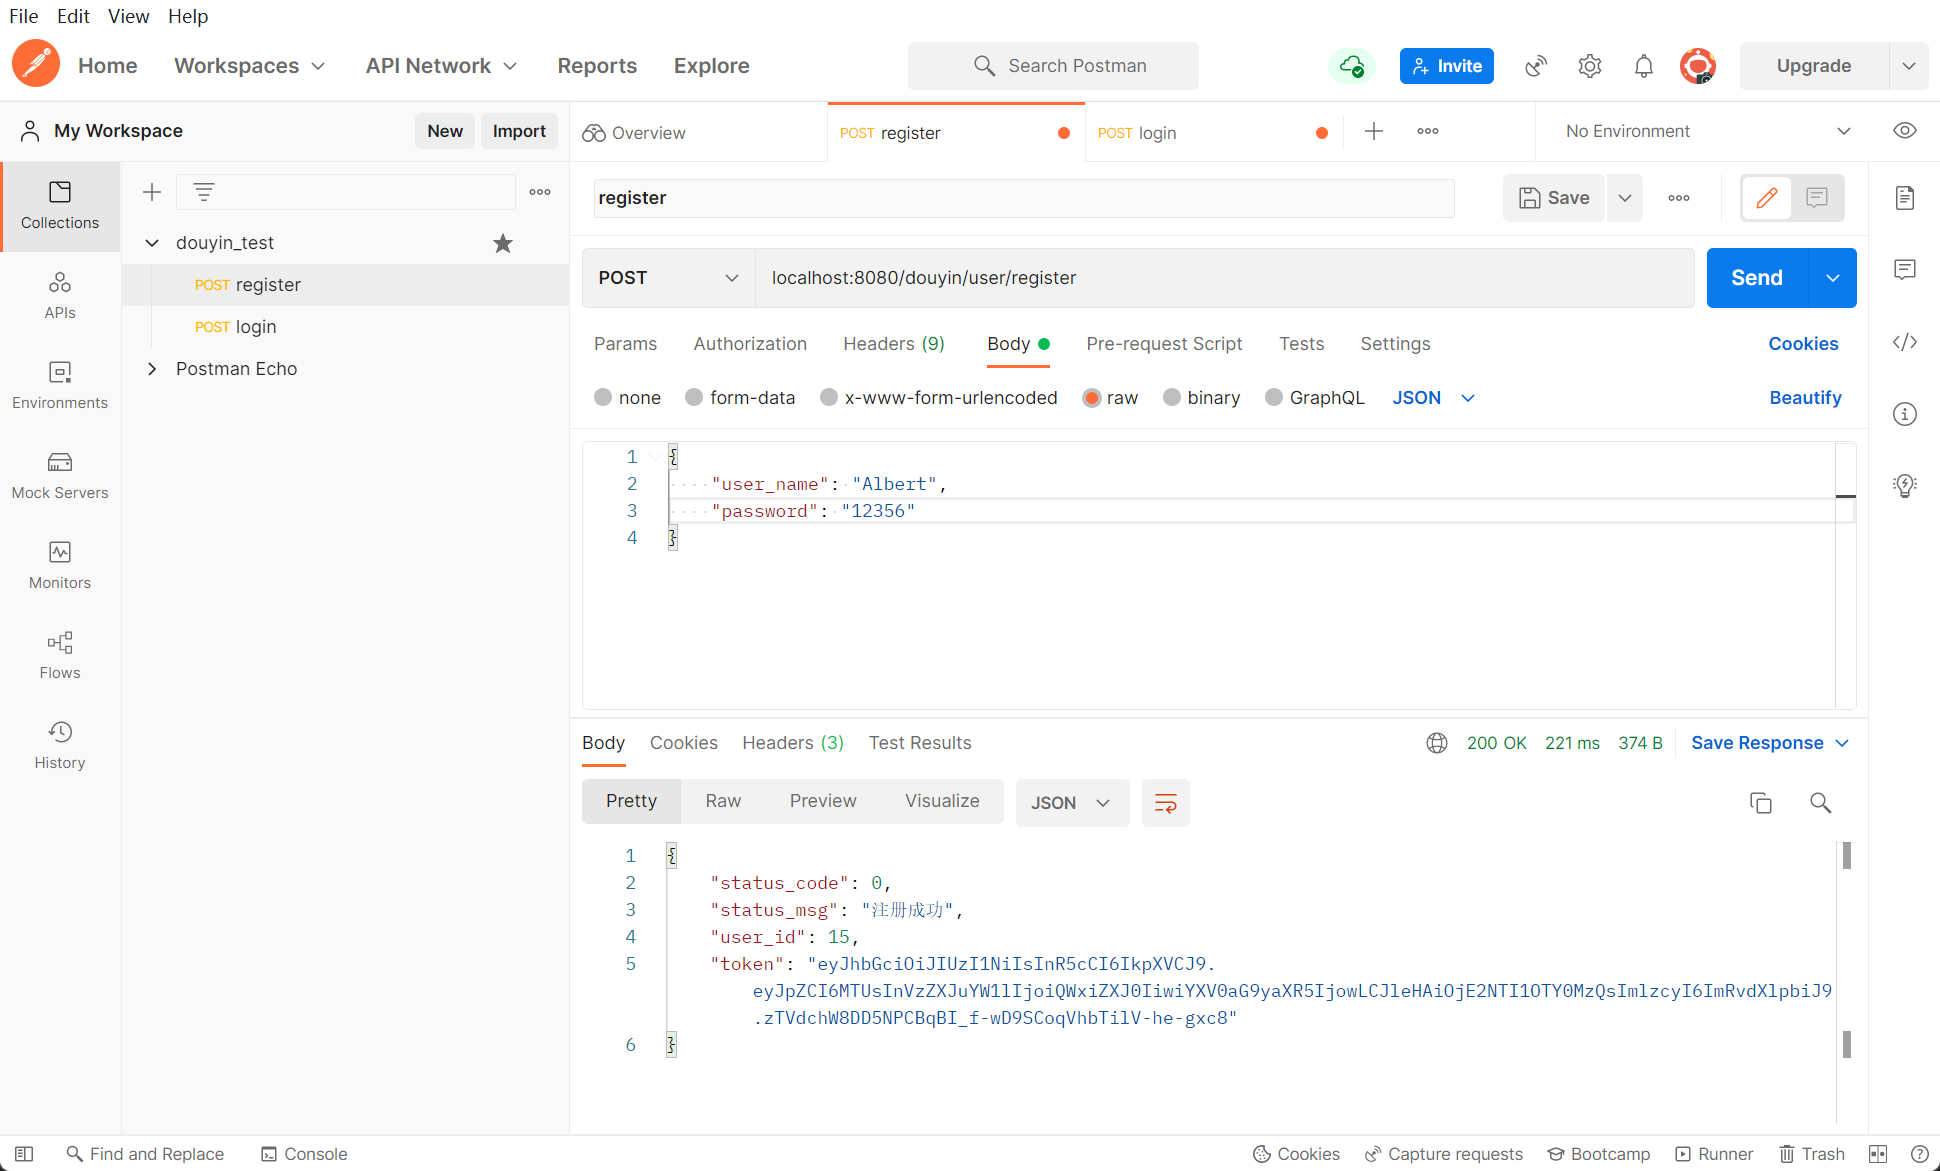 File Edit View Help
Home Workspaces API Network Reports Explore Search Postman Invite Upgrade
My Workspace New Import Overview POST register POST login No Environment
register Save
Collections
douyin_test
POST register
POST login
Postman Echo
APIs
Environments
Mock Servers
Monitors
Flows
History
POST localhost:8080/douyin/user/register Send
Params Authorization Headers (9) Body Pre-request Script Tests Settings Cookies
none form-data x-www-form-urlencoded raw binary GraphQL JSON Beautify
1 {
2 "user_name": "Albert",
3 "password": "12356"
4 }
Body Cookies Headers (3) Test Results 200 OK 221 ms 374 B Save Response
Pretty Raw Preview Visualize JSON
1 {
2 "status_code": 0,
3 "status_msg": "注册成功",
4 "user_id": 15,
5 "token": "eyJhbGciOiJIUzI1NiIsInR5cCI6IkpXVCJ9.
eyJpZCI6MTUsInVzZXJuYW1lIjoiQWxiZXJ0IiwiYXV0aG9yaXR5IjowLCJleHAiOjE2NTI1OTY0MzQsImlzcyI6ImRvdXlpbiJ9
.zTVdchW8DD5NPCBqBI_f-wD9SCoqVhbTilV-he-gxc8"
6 }
Find and Replace Console Cookies Capture requests Bootcamp Runner Trash